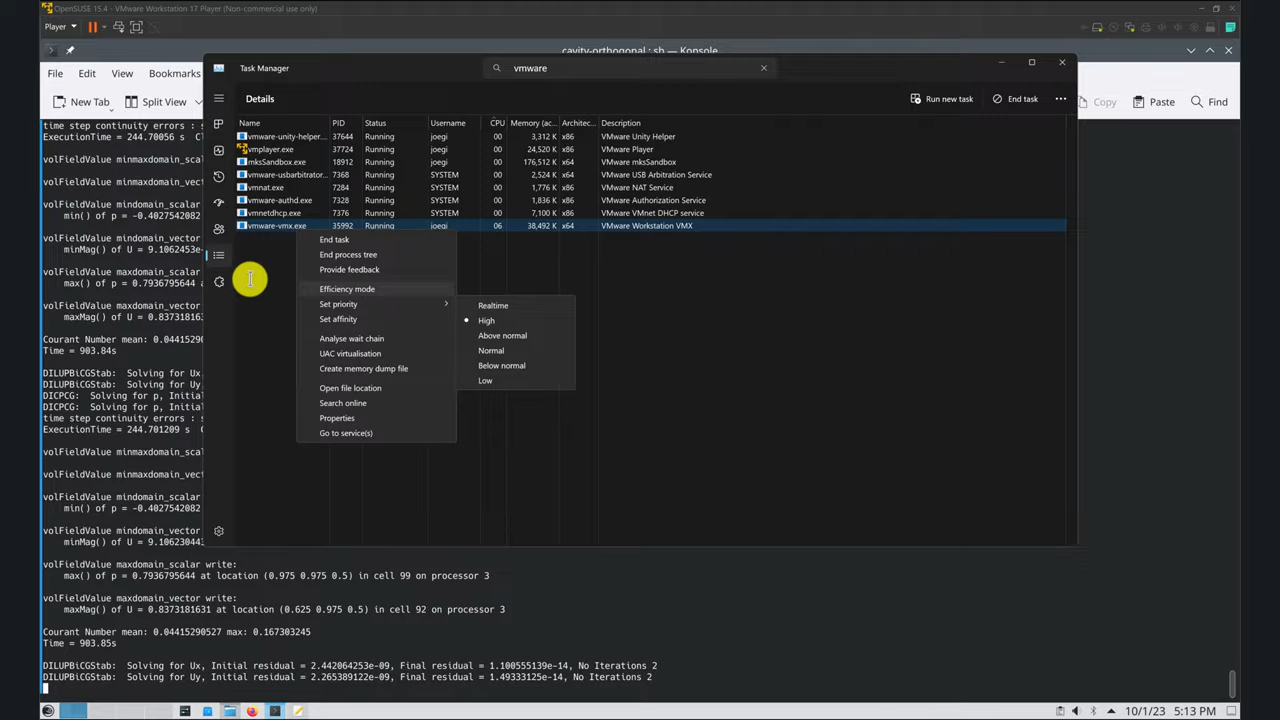 OpenSUSE 15.4 - VMware Workstation 17 Player (Non-commercial use only)
Player
cavity-orthogonal : sh — Konsole
File Edit View Bookmarks
New Tab Split View Copy Paste Find
Task Manager
vmware
Details
Run new task End task
Name PID Status Username CPU Memory (ac... Architec... Description
vmware-unity-helper... 37644 Running joegi 00 3,312 K x86 VMware Unity Helper
vmplayer.exe 37724 Running joegi 00 24,520 K x86 VMware Player
mksSandbox.exe 18912 Running joegi 00 176,512 K x64 VMware mksSandbox
vmware-usbarbitrator... 7368 Running SYSTEM 00 2,524 K x64 VMware USB Arbitration Service
vmnat.exe 7284 Running SYSTEM 00 1,776 K x86 VMware NAT Service
vmware-authd.exe 7328 Running SYSTEM 00 1,836 K x86 VMware Authorization Service
vmnetdhcp.exe 7376 Running SYSTEM 00 7,100 K x86 VMware VMnet DHCP service
vmware-vmx.exe 35992 Running joegi 06 38,492 K x64 VMware Workstation VMX
End task
End process tree
Provide feedback
Efficiency mode
Set priority
Set affinity
Analyse wait chain
UAC virtualisation
Create memory dump file
Open file location
Search online
Properties
Go to service(s)
Realtime
High
Above normal
Normal
Below normal
Low
time step continuity errors : s
ExecutionTime = 244.70056 s Cl
volFieldValue minmaxdomain_scal
volFieldValue minmaxdomain_vect
volFieldValue mindomain_scalar
min() of p = -0.4027542082
volFieldValue mindomain_vector
minMag() of U = 9.1062453e-
volFieldValue maxdomain_scalar
max() of p = 0.7936795644
volFieldValue maxdomain_vector
maxMag() of U = 0.83731816
Courant Number mean: 0.04415290
Time = 903.84s
DILUPBiCGStab: Solving for Ux,
DILUPBiCGStab: Solving for Uy,
DICPCG: Solving for p, Initial
DICPCG: Solving for p, Initial
time step continuity errors : s
ExecutionTime = 244.701209 s
volFieldValue minmaxdomain_scal
volFieldValue minmaxdomain_vect
volFieldValue mindomain_scalar
min() of p = -0.4027542082
volFieldValue mindomain_vector
minMag() of U = 9.106230443
volFieldValue maxdomain_scalar write:
max() of p = 0.7936795644 at location (0.975 0.975 0.5) in cell 99 on processor 3
volFieldValue maxdomain_vector write:
maxMag() of U = 0.8373181631 at location (0.625 0.975 0.5) in cell 92 on processor 3
Courant Number mean: 0.04415290527 max: 0.167303245
Time = 903.85s
DILUPBiCGStab: Solving for Ux, Initial residual = 2.442064253e-09, Final residual = 1.100555139e-14, No Iterations 2
DILUPBiCGStab: Solving for Uy, Initial residual = 2.265389122e-09, Final residual = 1.49333125e-14, No Iterations 2
10/1/23 5:13 PM